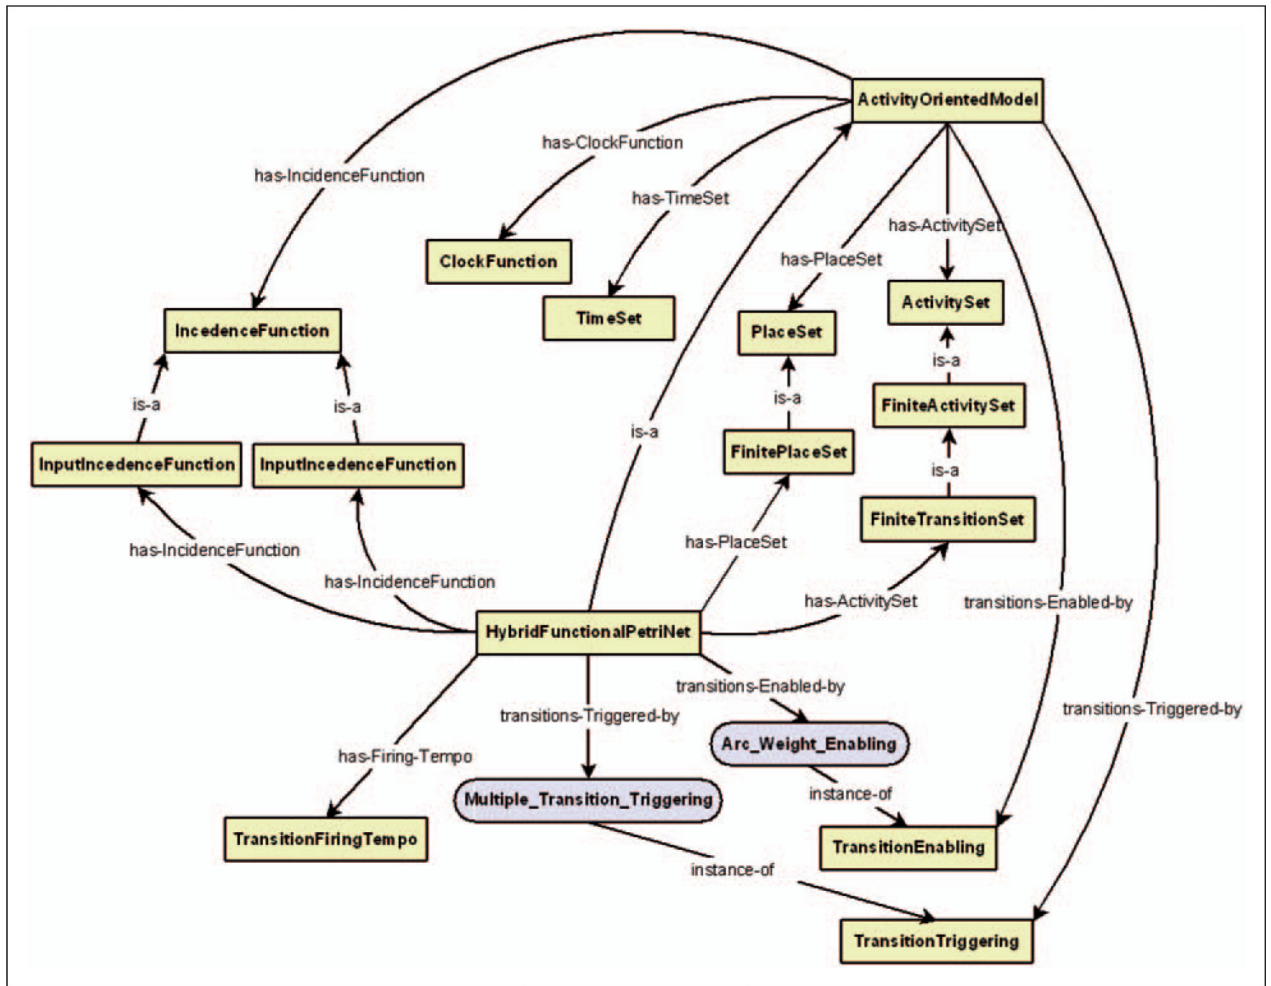 ActivityOrientedModel
has-ClockFunction
has-IncidenceFunction
has-TimeSet
has-ActivitySet
has-PlaceSet
ClockFunction
ActivitySet
TimeSet
IncedenceFunction
PlaceSet
is-a
is-a
is-a
is-a
FiniteActivitySet
is-a
InputIncedenceFunction
InputIncedenceFunction
FinitePlaceSet
is-a
FiniteTransitionSet
has-PlaceSet
has-IncidenceFunction
has-IncidenceFunction
has-ActivitySet
transitions-Enabled-by
HybridFunctionalPetriNet
transitions-Enabled-by
transitions-Triggered-by
transitions-Triggered-by
Arc_Weight_Enabling
has-Firing-Tempo
instance-of
Multiple_Transition_Triggering
TransitionFiringTempo
TransitionEnabling
instance-of
TransitionTriggering